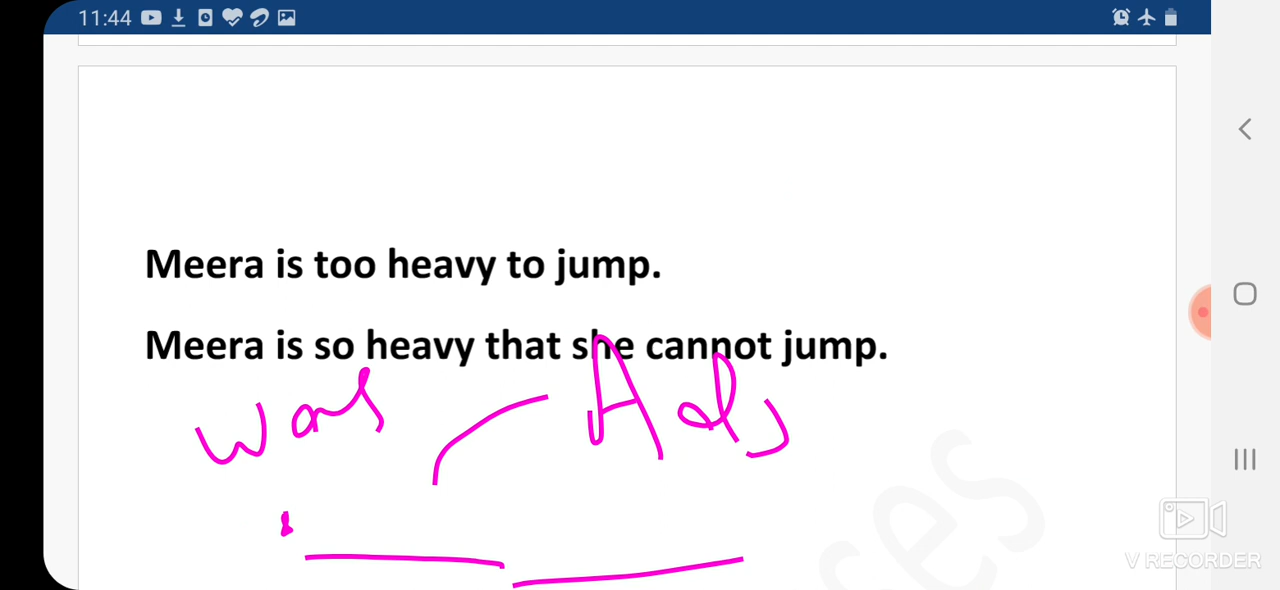 11:44
Meera is too heavy to jump.
Meera is so heavy that she cannot jump.
was Adj
ces
V RECORDER